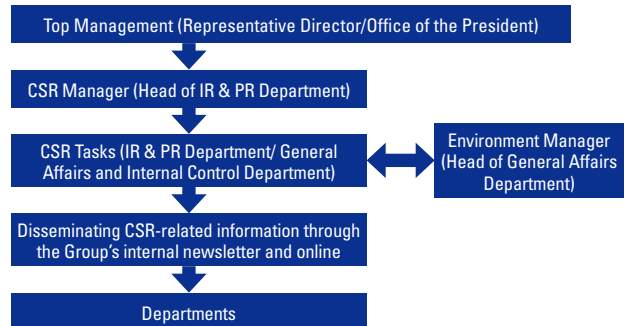 Top Management (Representative Director/Office of the President)
CSR Manager (Head of IR & PR Department)
CSR Tasks (IR & PR Department/ General
Affairs and Internal Control Department)
Environment Manager
(Head of General Affairs
Department)
Disseminating CSR-related information through
the Group's internal newsletter and online
Departments